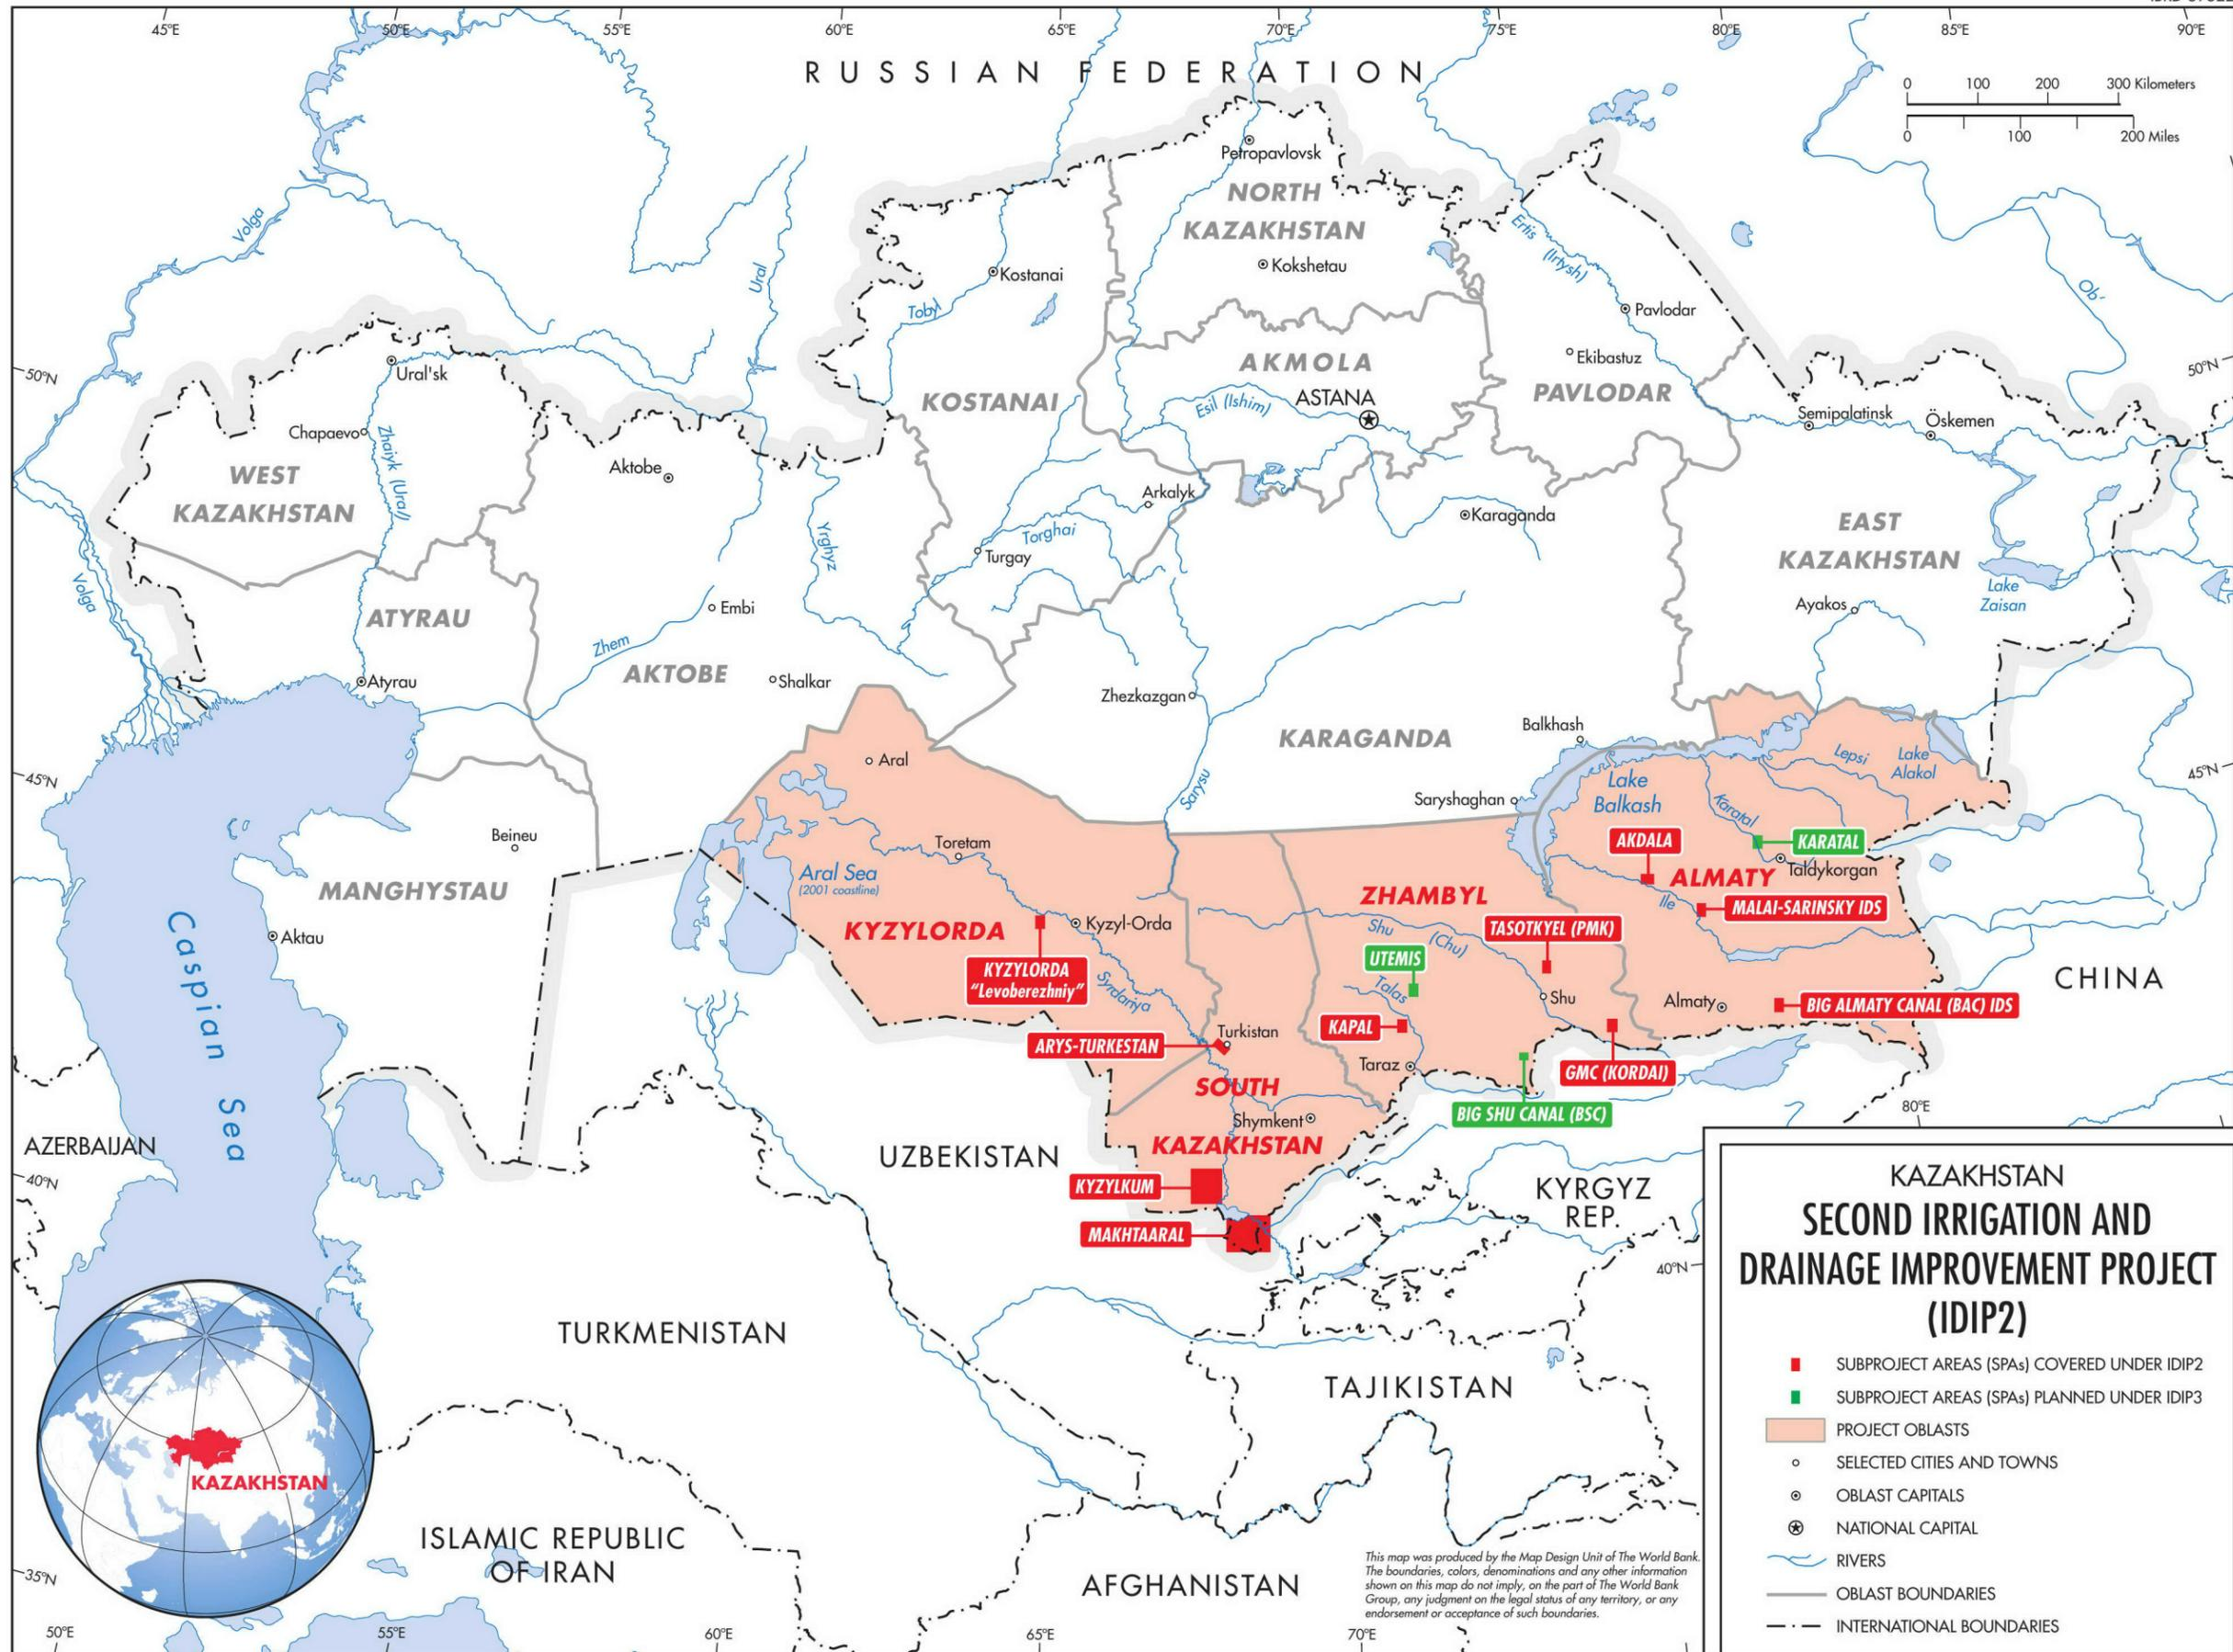 45°E
50°E
55°E
60°E
65°E
70°E
75°E
80°E
85°E
90°E
RUSSIAN FEDERATION
0 100 200 300 Kilometers
0 100 200 Miles
Petropavlovsk
NORTH
KAZAKHSTAN
Kokshetau
Volga
Ural
Kostanai
Tobyl
Ertis
(Irtysh)
Pavlodar
Ob'
50°N
50°N
Ural'sk
AKMOLA
Ekibastuz
PAVLODAR
KOSTANAI
Esil (Ishim)
ASTANA
Semipalatinsk
Öskemen
Chapaevo
Zhaiyk (Ural)
WEST
KAZAKHSTAN
Aktobe
Yrghyz
Arkalyk
Torghai
Turgay
Karaganda
EAST
KAZAKHSTAN
Lake
Zaisan
Volga
ATYRAU
Embi
Zhem
AKTOBE
Ayakos
Atyrau
Shalkar
Zhezkazgan
KARAGANDA
Balkhash
Sarysu
Saryshaghan
Lake
Balkash
Lepsi
Lake
Alakol
Karatal
45°N
45°N
Aral
Beineu
MANGHYSTAU
Toretam
Aral Sea
(2001 coastline)
AKDALA
KARATAL
Taldykorgan
ALMATY
Ile
MALAI-SARINSKY IDS
ZHAMBYL
Aktau
KYZYLORDA
Kyzyl-Orda
KYZYLORDA
"Levoberezhniy"
Syrdariya
Shu
(Chu)
TASOTKYEL (PMK)
UTEMIS
Talas
Shu
Almaty
CHINA
BIG ALMATY CANAL (BAC) IDS
Caspian Sea
Turkistan
ARYS-TURKESTAN
KAPAL
Taraz
GMC (KORDAI)
SOUTH
KAZAKHSTAN
Shymkent
BIG SHU CANAL (BSC)
80°E
AZERBAIJAN
UZBEKISTAN
KYZYLKUM
MAKHTAARAL
KYRGYZ
REP.
40°N
40°N
TURKMENISTAN
TAJIKISTAN
KAZAKHSTAN
ISLAMIC REPUBLIC
OF IRAN
AFGHANISTAN
35°N
50°E
55°E
60°E
65°E
70°E
This map was produced by the Map Design Unit of The World Bank.
The boundaries, colors, denominations and any other information
shown on this map do not imply, on the part of The World Bank
Group, any judgment on the legal status of any territory, or any
endorsement or acceptance of such boundaries.
KAZAKHSTAN
SECOND IRRIGATION AND
DRAINAGE IMPROVEMENT PROJECT
(IDIP2)
SUBPROJECT AREAS (SPAs) COVERED UNDER IDIP2
SUBPROJECT AREAS (SPAs) PLANNED UNDER IDIP3
PROJECT OBLASTS
SELECTED CITIES AND TOWNS
OBLAST CAPITALS
NATIONAL CAPITAL
RIVERS
OBLAST BOUNDARIES
INTERNATIONAL BOUNDARIES